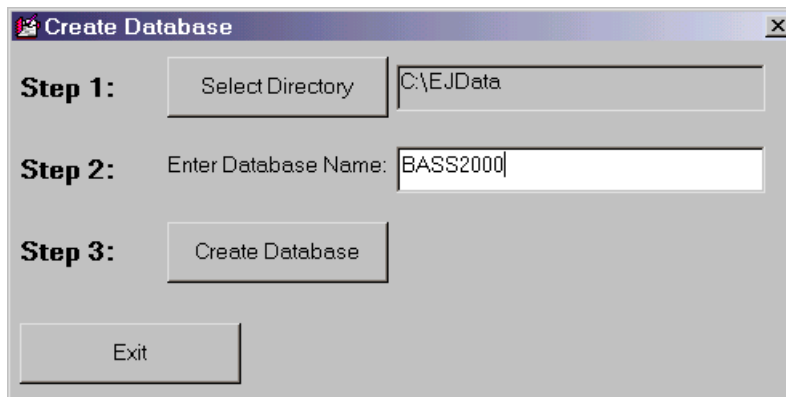 Create Database
Step 1: Select Directory C:\EJData
Step 2: Enter Database Name: BASS2000
Step 3: Create Database
Exit